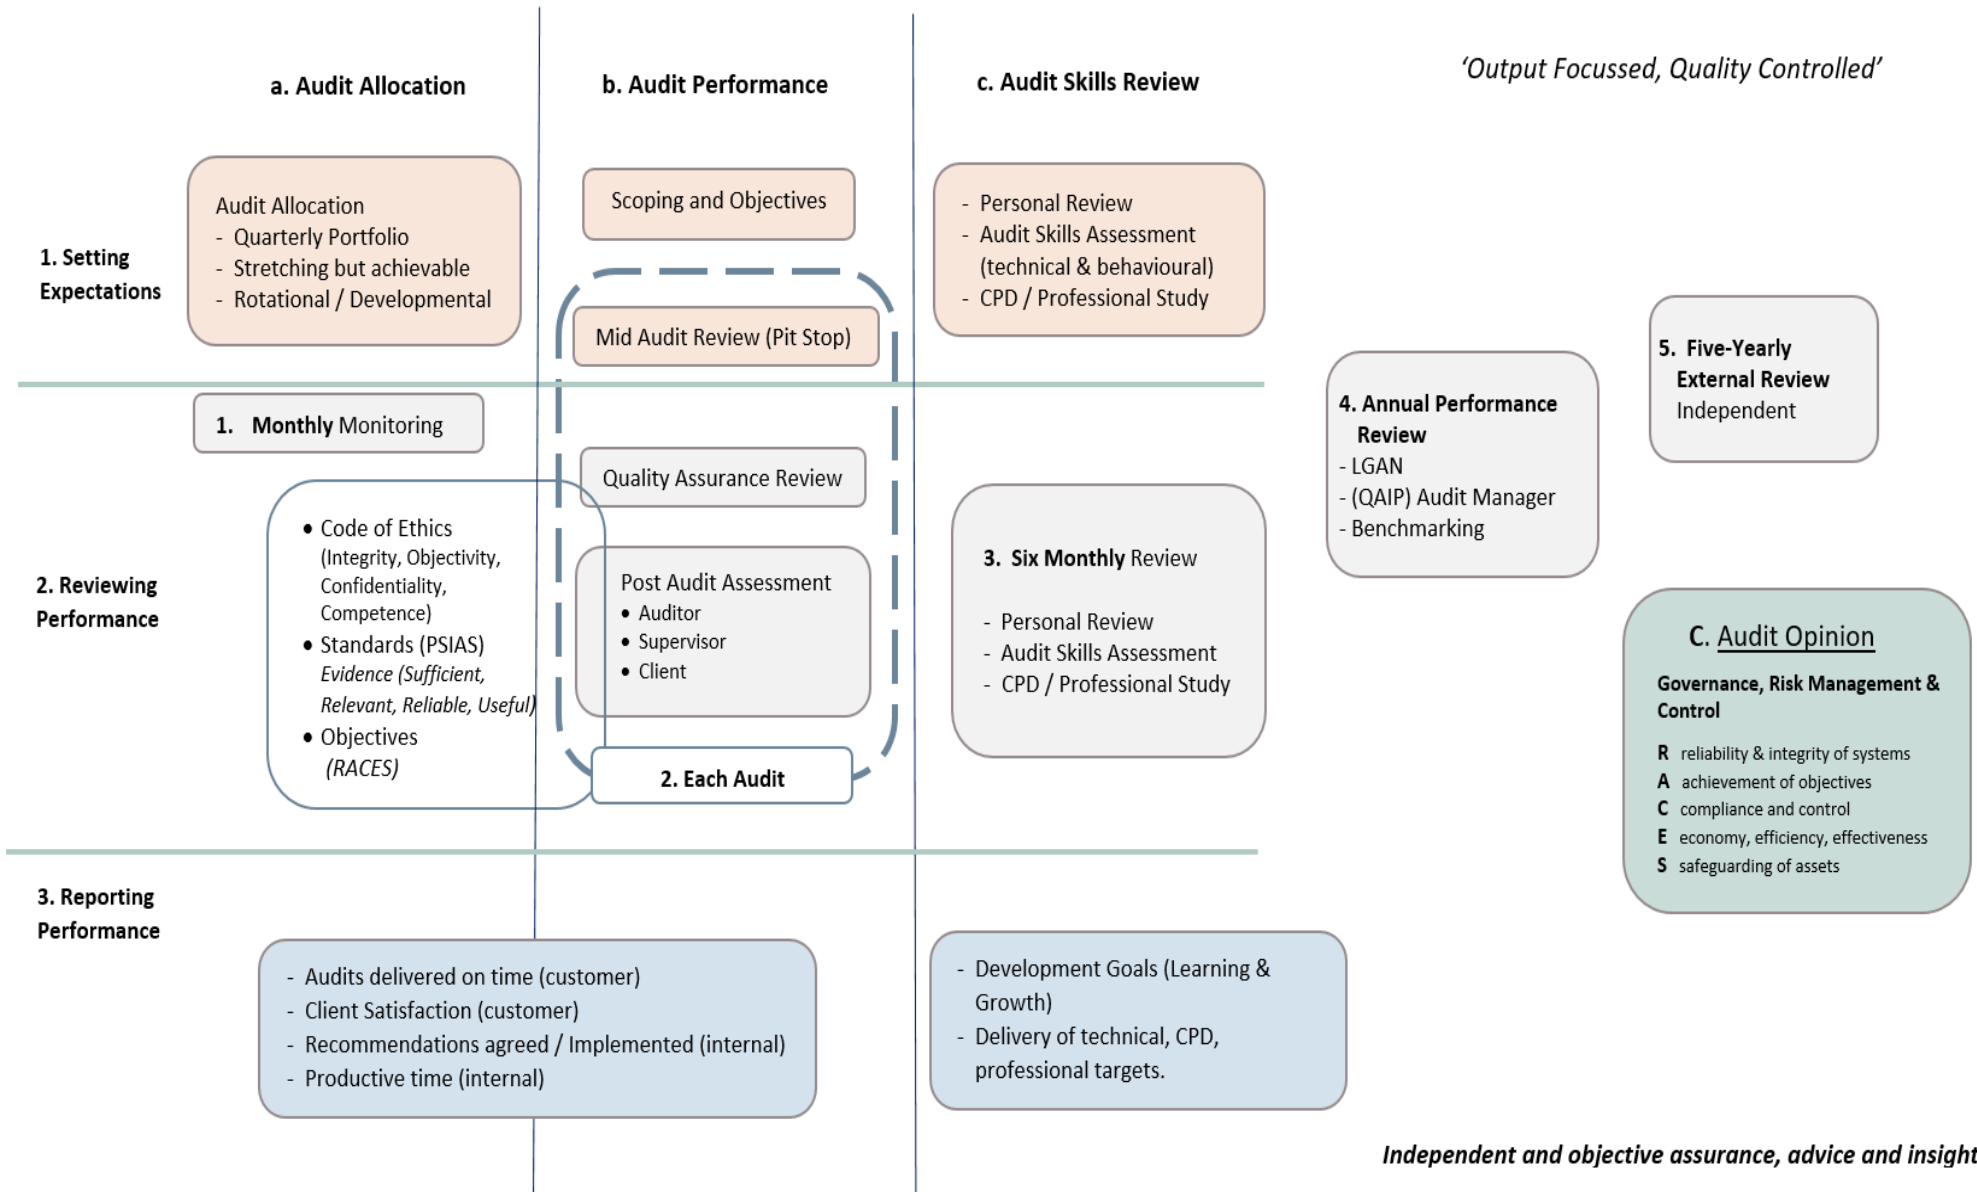 a. Audit Allocation
b. Audit Performance
c. Audit Skills Review
‘Output Focussed, Quality Controlled’
1. Setting
Expectations
Audit Allocation
- Quarterly Portfolio
- Stretching but achievable
- Rotational / Developmental
Scoping and Objectives
Mid Audit Review (Pit Stop)
- Personal Review
- Audit Skills Assessment
(technical & behavioural)
- CPD / Professional Study
2. Reviewing
Performance
1. Monthly Monitoring
• Code of Ethics
(Integrity, Objectivity,
Confidentiality,
Competence)
• Standards (PSIAS)
Evidence (Sufficient,
Relevant, Reliable, Useful)
• Objectives
(RACES)
Quality Assurance Review
Post Audit Assessment
• Auditor
• Supervisor
• Client
2. Each Audit
3. Six Monthly Review
- Personal Review
- Audit Skills Assessment
- CPD / Professional Study
4. Annual Performance
Review
- LGAN
- (QAIP) Audit Manager
- Benchmarking
5. Five-Yearly
External Review
Independent
C. Audit Opinion
Governance, Risk Management &
Control
R reliability & integrity of systems
A achievement of objectives
C compliance and control
E economy, efficiency, effectiveness
S safeguarding of assets
3. Reporting
Performance
- Audits delivered on time (customer)
- Client Satisfaction (customer)
- Recommendations agreed / Implemented (internal)
- Productive time (internal)
- Development Goals (Learning &
Growth)
- Delivery of technical, CPD,
professional targets.
Independent and objective assurance, advice and insight